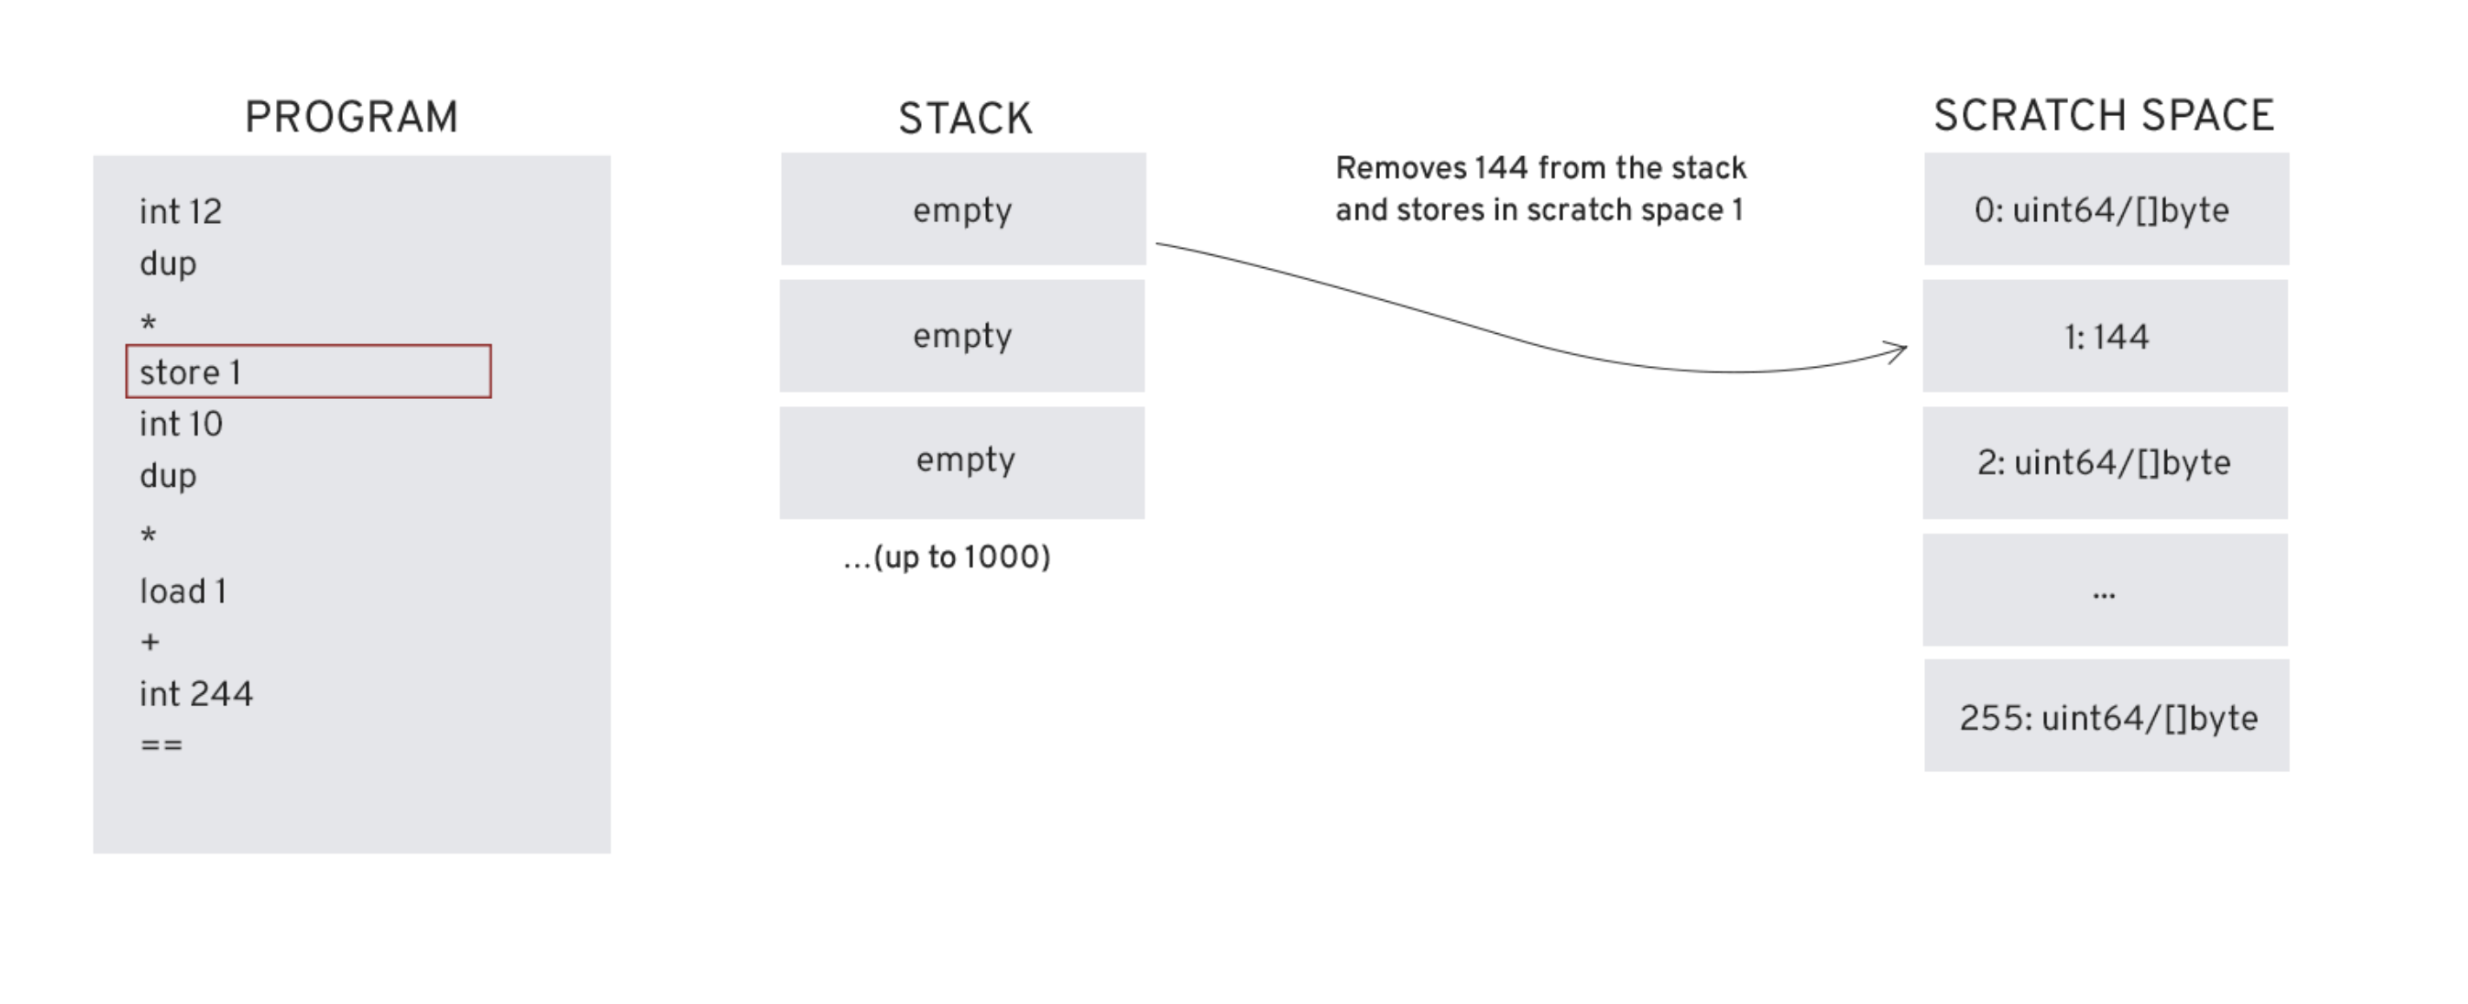 PROGRAM
int 12
dup
*
store 1
int 10
dup
*
load 1
+
int 244
==
STACK
empty
empty
empty
...(up to 1000)
Removes 144 from the stack
and stores in scratch space 1
SCRATCH SPACE
0: uint64/[]byte
1: 144
2: uint64/[]byte
...
255: uint64/[]byte